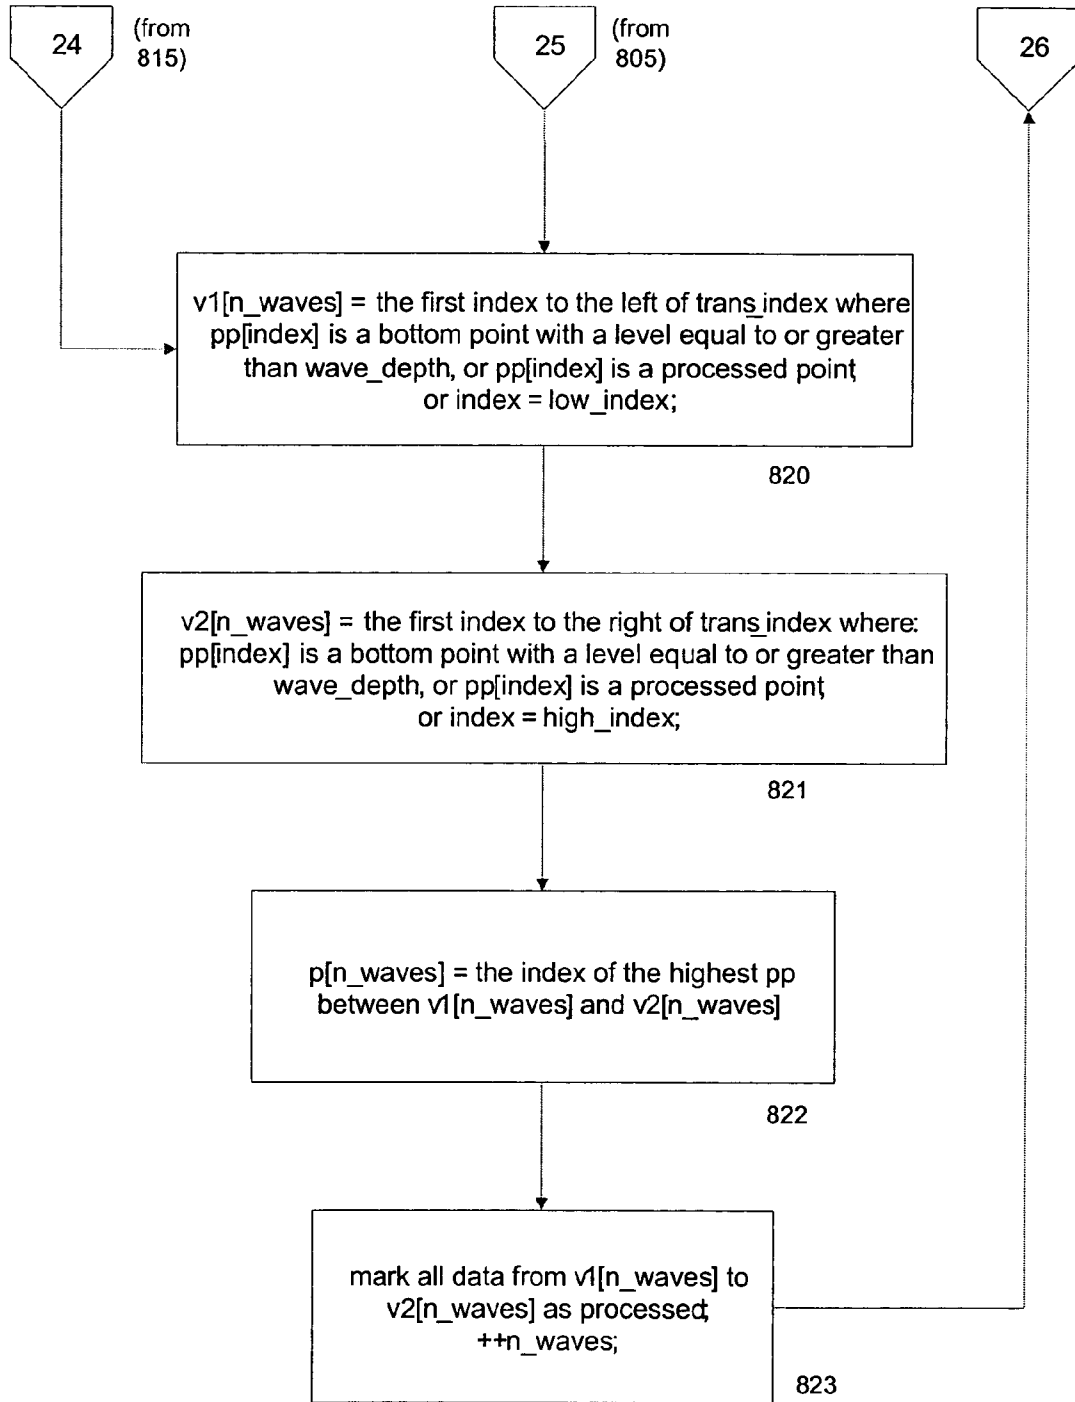 24
(from
815)
25
(from
805)
26
v1[n_waves] = the first index to the left of trans_index where
pp[index] is a bottom point with a level equal to or greater
than wave_depth, or pp[index] is a processed point,
or index = low_index;
820
v2[n_waves] = the first index to the right of trans_index where:
pp[index] is a bottom point with a level equal to or greater than
wave_depth, or pp[index] is a processed point,
or index = high_index;
821
p[n_waves] = the index of the highest pp
between v1[n_waves] and v2[n_waves]
822
mark all data from v1[n_waves] to
v2[n_waves] as processed;
++n_waves;
823